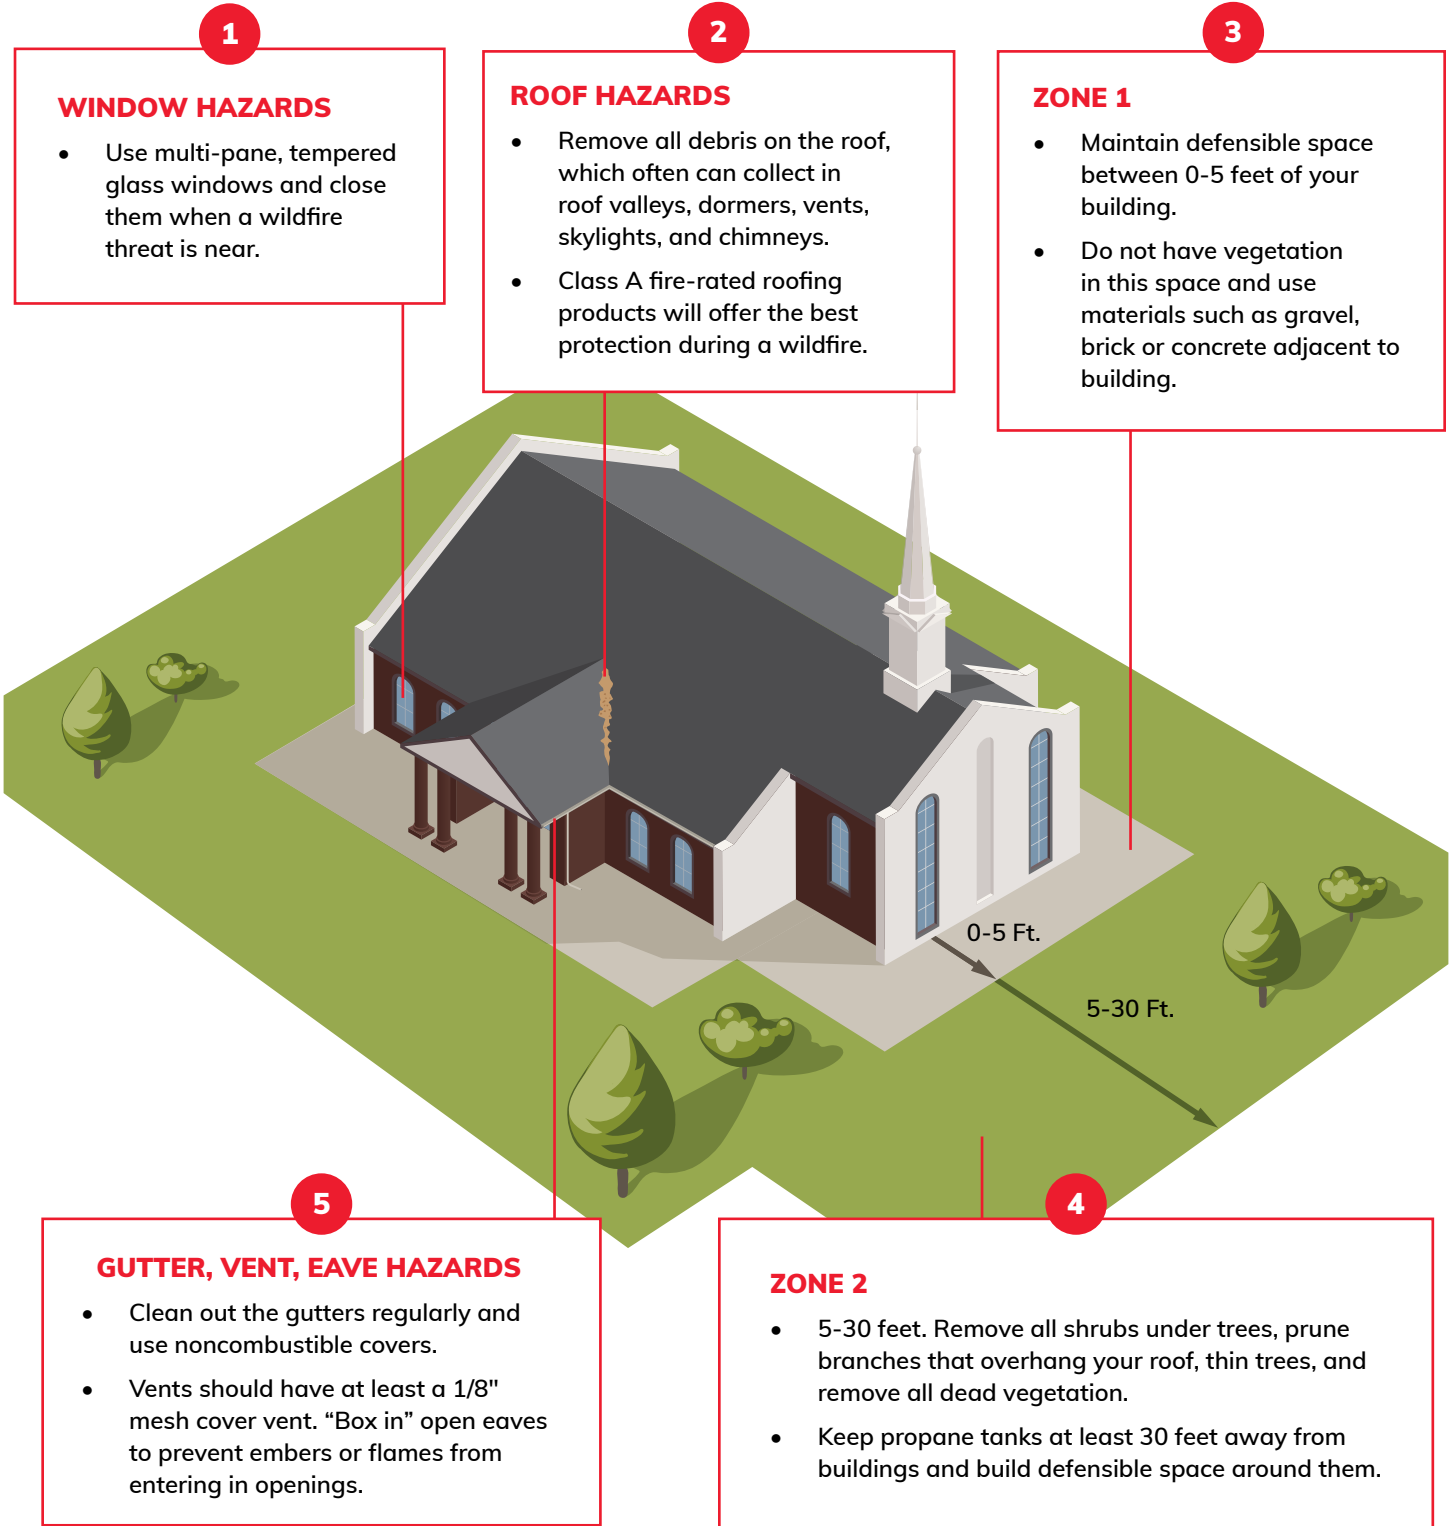 1
WINDOW HAZARDS
• Use multi-pane, tempered
glass windows and close
them when a wildfire
threat is near.
2
ROOF HAZARDS
• Remove all debris on the roof,
which often can collect in
roof valleys, dormers, vents,
skylights, and chimneys.
• Class A fire-rated roofing
products will offer the best
protection during a wildfire.
3
ZONE 1
• Maintain defensible space
between 0-5 feet of your
building.
• Do not have vegetation
in this space and use
materials such as gravel,
brick or concrete adjacent to
building.
0-5 Ft.
5-30 Ft.
5
GUTTER, VENT, EAVE HAZARDS
• Clean out the gutters regularly and
use noncombustible covers.
• Vents should have at least a 1/8"
mesh cover vent. “Box in” open eaves
to prevent embers or flames from
entering in openings.
4
ZONE 2
• 5-30 feet. Remove all shrubs under trees, prune
branches that overhang your roof, thin trees, and
remove all dead vegetation.
• Keep propane tanks at least 30 feet away from
buildings and build defensible space around them.